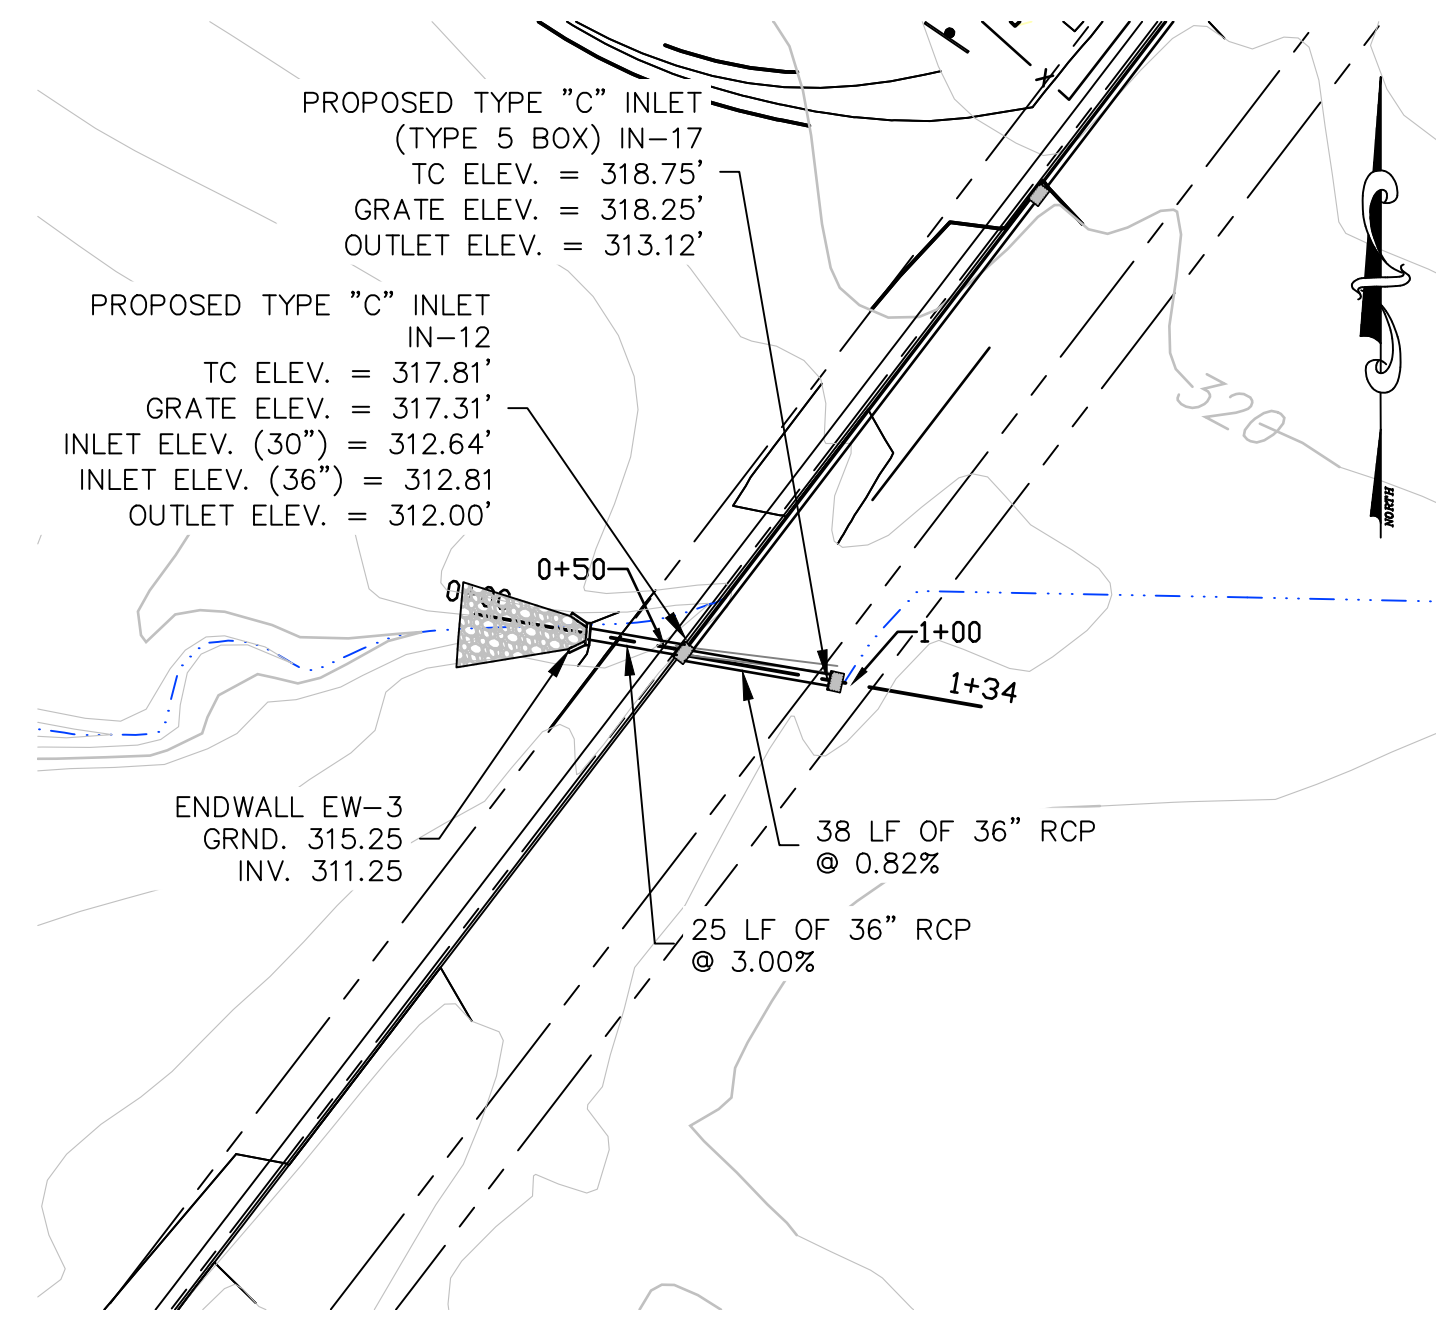 PROPOSED TYPE "C" INLET
(TYPE 5 BOX) IN-17
TC ELEV. = 318.75'
GRATE ELEV. = 318.25'
OUTLET ELEV. = 313.12'
PROPOSED TYPE "C" INLET
IN-12
TC ELEV. = 317.81'
GRATE ELEV. = 317.31'
INLET ELEV. (30") = 312.64'
INLET ELEV. (36") = 312.81
OUTLET ELEV. = 312.00'
320
NORTH
0+50
1+00
1+34
ENDWALL EW-3
GRND. 315.25
INV. 311.25
38 LF OF 36" RCP
@ 0.82%
25 LF OF 36" RCP
@ 3.00%